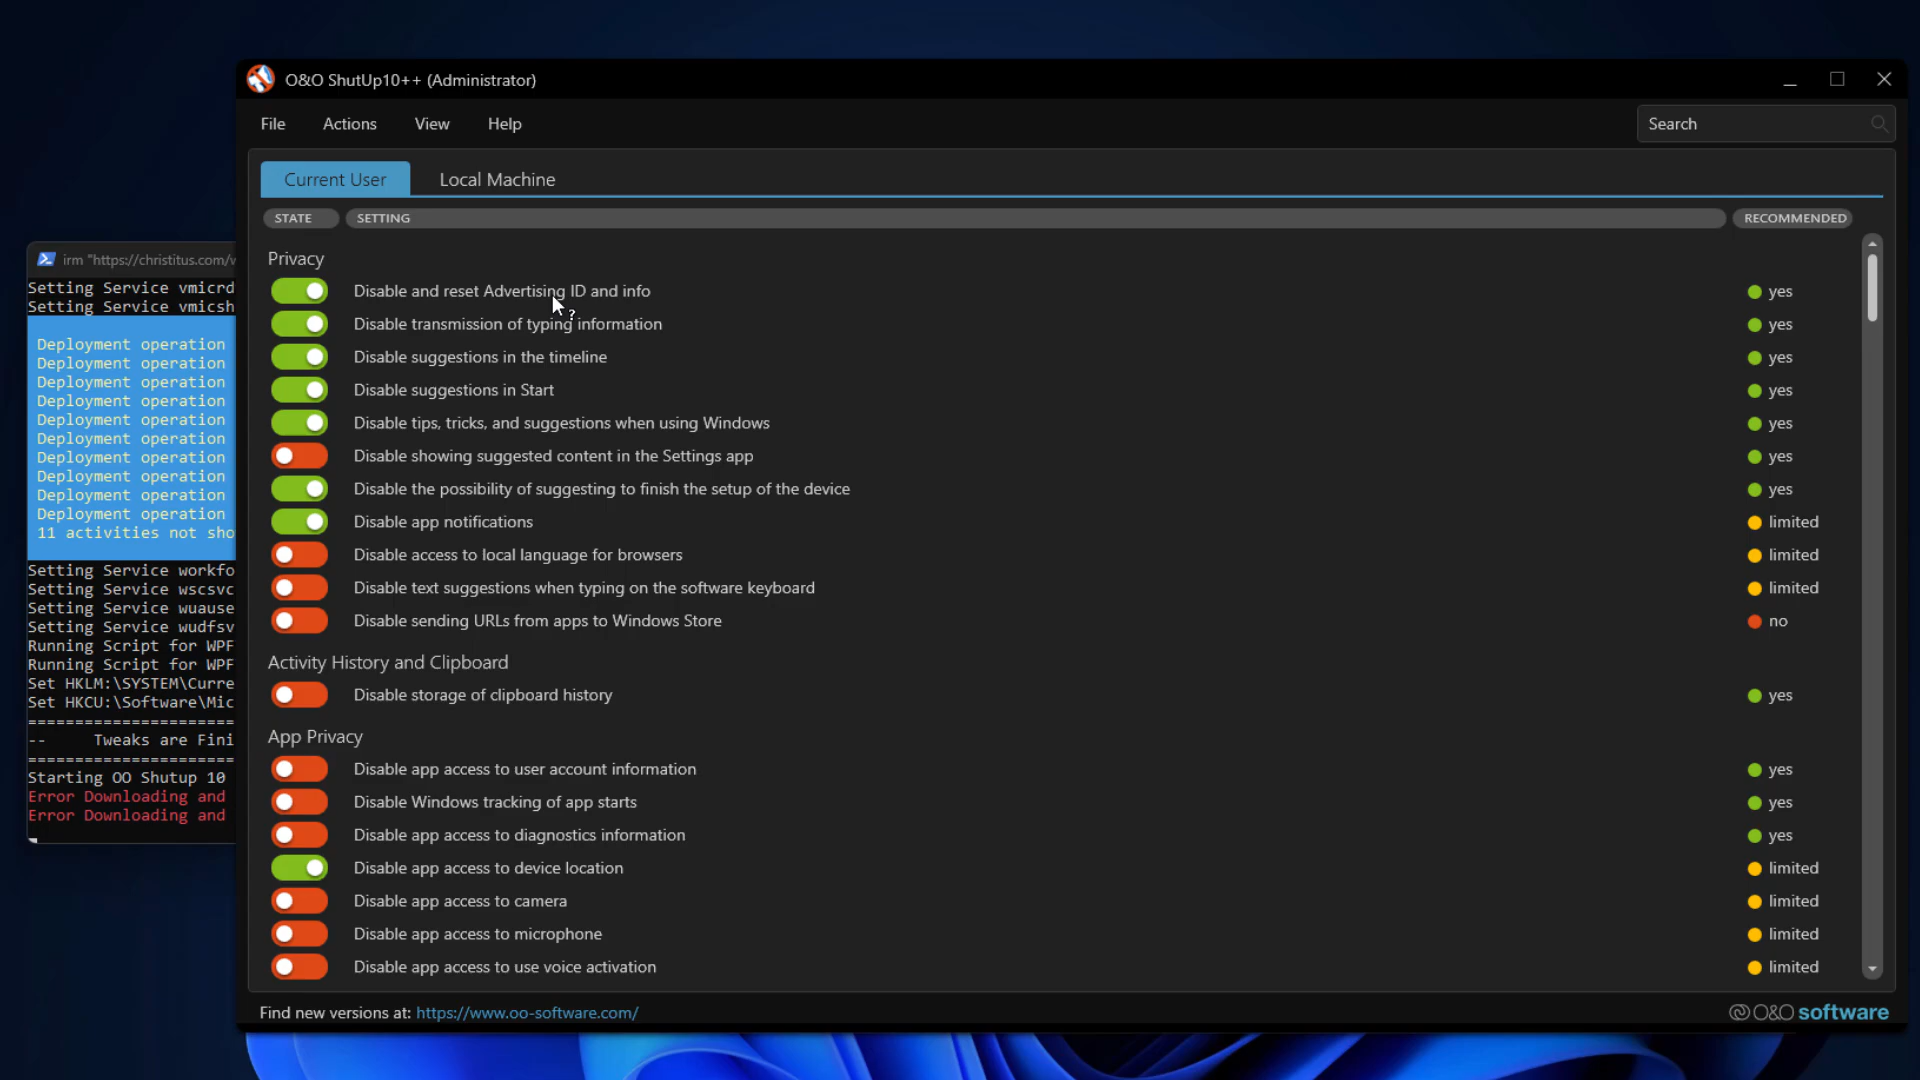 O&O ShutUp10++ (Administrator)
File Actions View Help
Search
Current User Local Machine
STATE SETTING RECOMMENDED
Privacy
Disable and reset Advertising ID and info yes
Disable transmission of typing information yes
Disable suggestions in the timeline yes
Disable suggestions in Start yes
Disable tips, tricks, and suggestions when using Windows yes
Disable showing suggested content in the Settings app yes
Disable the possibility of suggesting to finish the setup of the device yes
Disable app notifications limited
Disable access to local language for browsers limited
Disable text suggestions when typing on the software keyboard limited
Disable sending URLs from apps to Windows Store no
Activity History and Clipboard
Disable storage of clipboard history yes
App Privacy
Disable app access to user account information yes
Disable Windows tracking of app starts yes
Disable app access to diagnostics information yes
Disable app access to device location limited
Disable app access to camera limited
Disable app access to microphone limited
Disable app access to use voice activation limited
Find new versions at: https://www.oo-software.com/
O&O software
irm "https://christitus.com/w
Setting Service vmicrd
Setting Service vmicsh
Deployment operation
Deployment operation
Deployment operation
Deployment operation
Deployment operation
Deployment operation
Deployment operation
Deployment operation
Deployment operation
Deployment operation
11 activities not sho
Setting Service workfo
Setting Service wscsvc
Setting Service wuause
Setting Service wudfsv
Running Script for WPF
Running Script for WPF
Set HKLM:\SYSTEM\Curre
Set HKCU:\Software\Mic
======================
-- Tweaks are Fini
======================
Starting OO Shutup 10
Error Downloading and
Error Downloading and